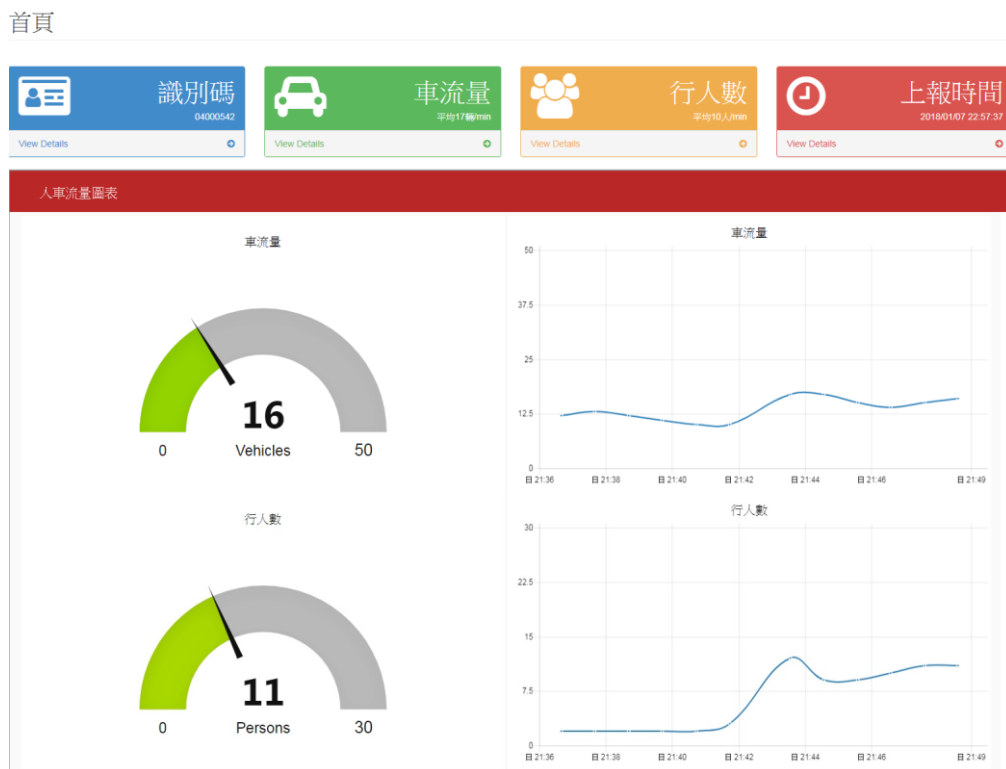 首頁
識別碼
04000542
View Details
車流量
平均17輛/min
View Details
行人數
平均10人/min
View Details
上報時間
2018/01/07 22:57:37
View Details
人車流量圖表
車流量
16
Vehicles
0
50
車流量
50
37.5
25
12.5
0
日 21:36 日 21:38 日 21:40 日 21:42 日 21:44 日 21:46 日 21:49
行人數
11
Persons
0
30
行人數
30
22.5
15
7.5
0
日 21:36 日 21:38 日 21:40 日 21:42 日 21:44 日 21:46 日 21:49